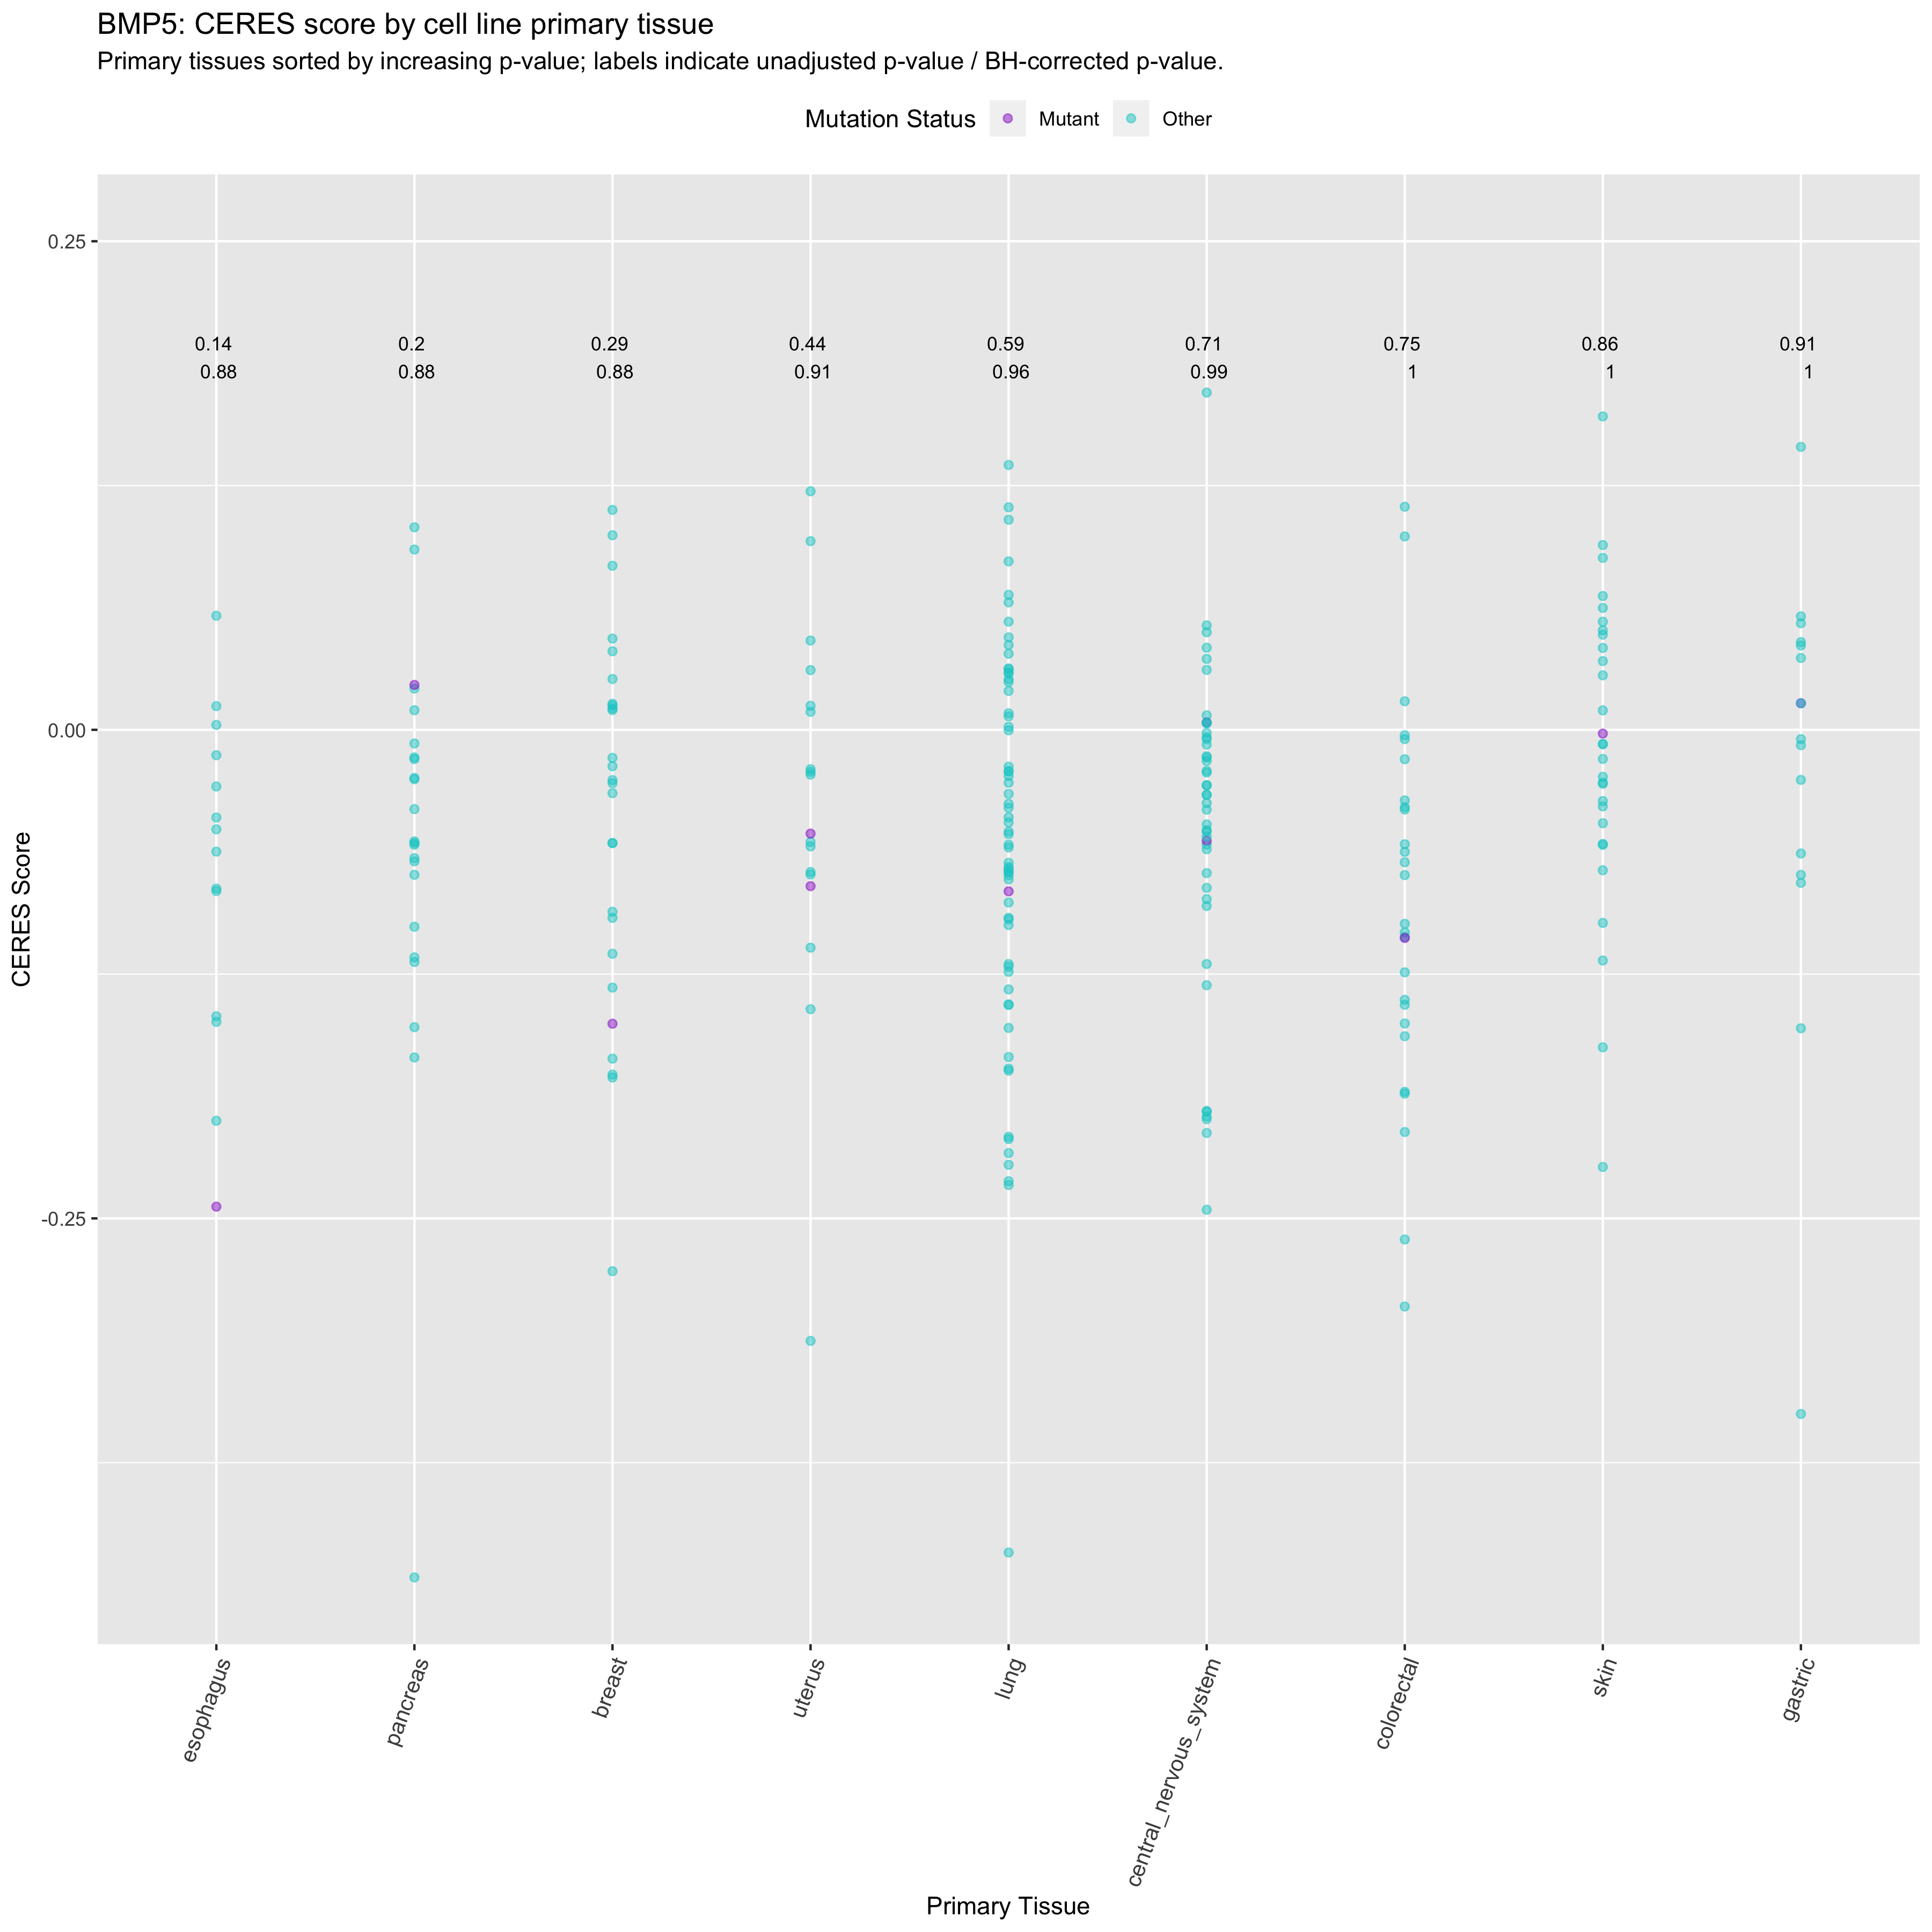 BMP5: CERES score by cell line primary tissue
Primary tissues sorted by increasing p-value; labels indicate unadjusted p-value / BH-corrected p-value.
Mutation Status Mutant Other
0.25
0.14 0.2 0.29 0.44 0.59 0.71 0.75 0.86 0.91
0.88 0.88 0.88 0.91 0.96 0.99 1 1 1
0.00
CERES Score
-0.25
esophagus pancreas breast uterus lung central_nervous_system colorectal skin gastric
Primary Tissue